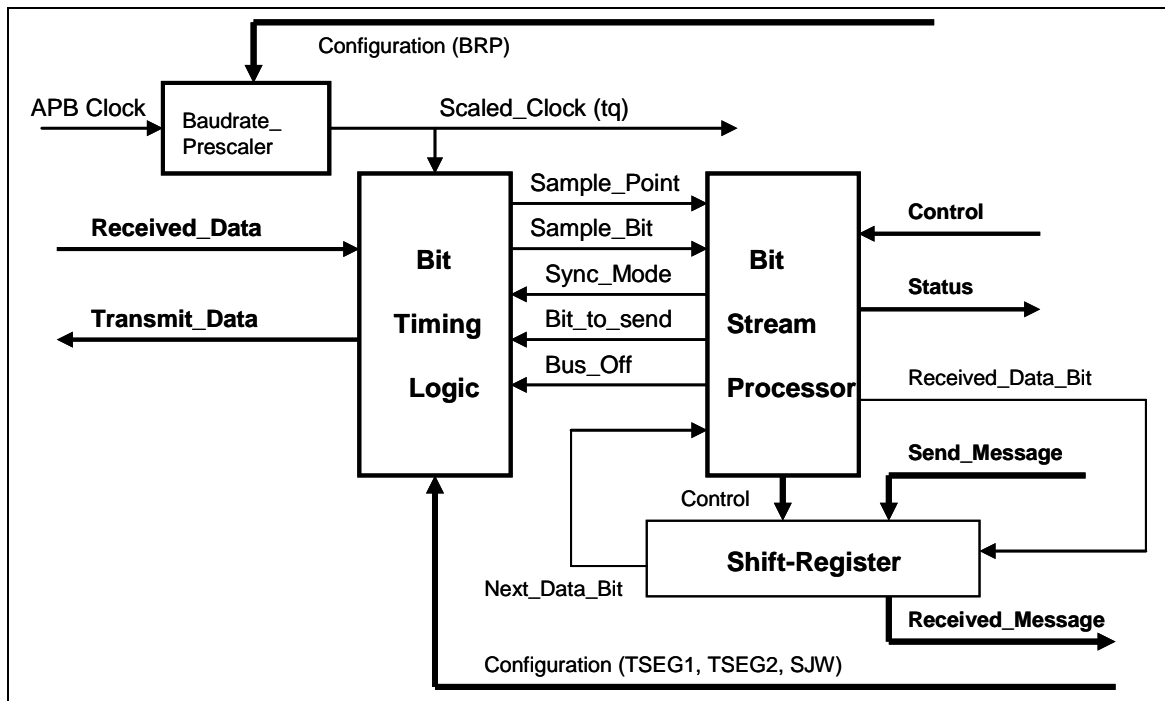 Configuration (BRP)
APB Clock
Baudrate_
Prescaler
Scaled_Clock (tq)
Received_Data
Transmit_Data
Bit
Timing
Logic
Sample_Point
Sample_Bit
Sync_Mode
Bit_to_send
Bus_Off
Bit
Stream
Processor
Control
Status
Received_Data_Bit
Send_Message
Control
Shift-Register
Next_Data_Bit
Received_Message
Configuration (TSEG1, TSEG2, SJW)